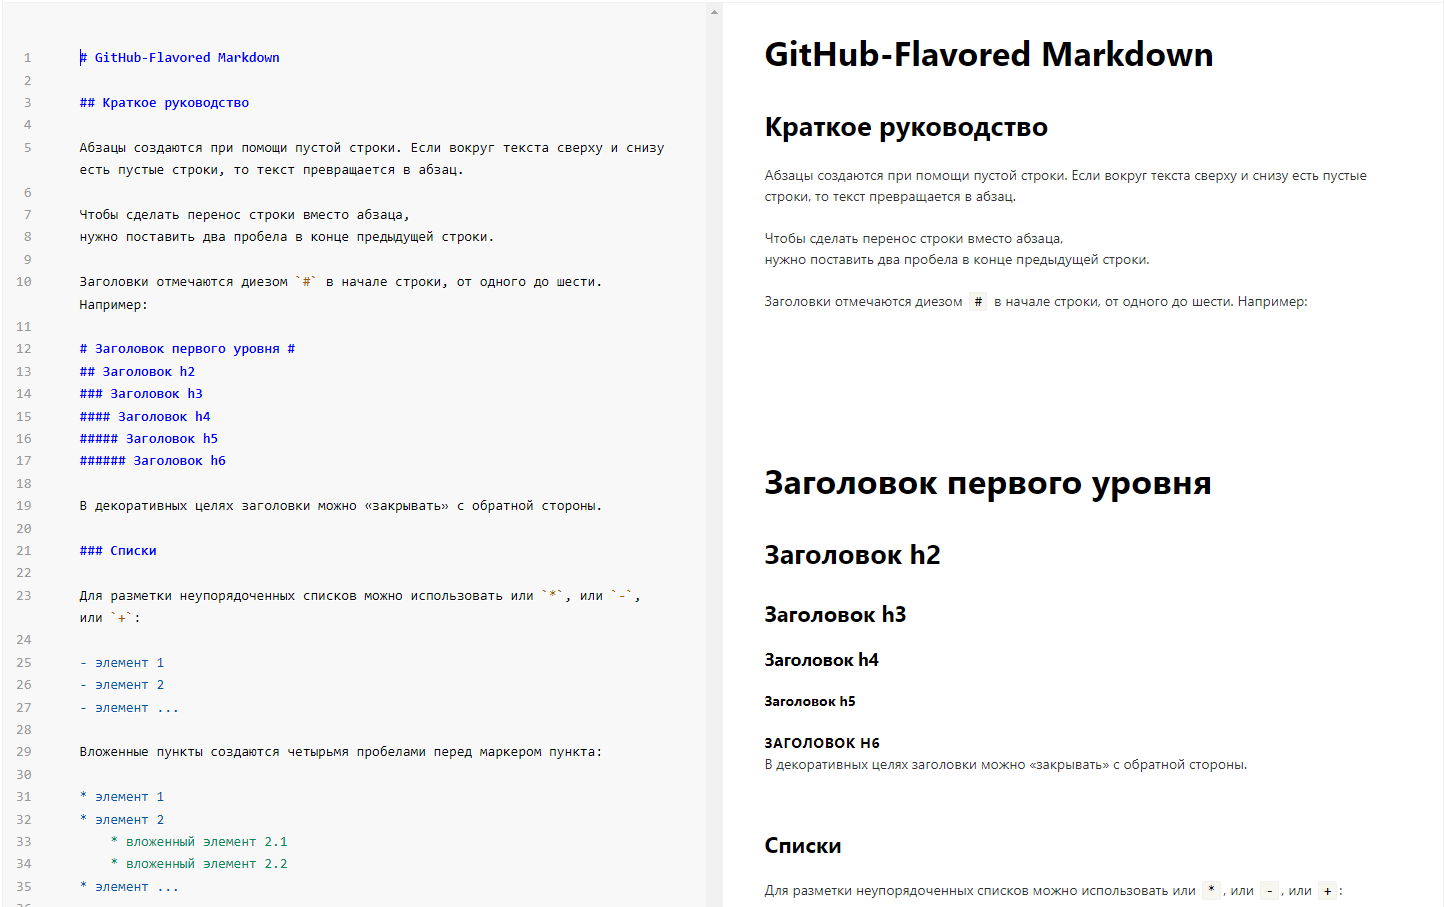 1 # GitHub-Flavored Markdown
2
3 ## Краткое руководство
4
5 Абзацы создаются при помощи пустой строки. Если вокруг текста сверху и снизу
есть пустые строки, то текст превращается в абзац.
6
7 Чтобы сделать перенос строки вместо абзаца,
8 нужно поставить два пробела в конце предыдущей строки.
9
10 Заголовки отмечаются диезом `#` в начале строки, от одного до шести.
Например:
11
12 # Заголовок первого уровня #
13 ## Заголовок h2
14 ### Заголовок h3
15 #### Заголовок h4
16 ##### Заголовок h5
17 ###### Заголовок h6
18
19 В декоративных целях заголовки можно «закрывать» с обратной стороны.
20
21 ### Списки
22
23 Для разметки неупорядоченных списков можно использовать или `*`, или `-`,
или `+`:
24
25 - элемент 1
26 - элемент 2
27 - элемент ...
28
29 Вложенные пункты создаются четырьмя пробелами перед маркером пункта:
30
31 * элемент 1
32 * элемент 2
33     * вложенный элемент 2.1
34     * вложенный элемент 2.2
35 * элемент ...
GitHub-Flavored Markdown
Краткое руководство
Абзацы создаются при помощи пустой строки. Если вокруг текста сверху и снизу есть пустые
строки, то текст превращается в абзац.
Чтобы сделать перенос строки вместо абзаца,
нужно поставить два пробела в конце предыдущей строки.
Заголовки отмечаются диезом # в начале строки, от одного до шести. Например:
Заголовок первого уровня
Заголовок h2
Заголовок h3
Заголовок h4
Заголовок h5
ЗАГОЛОВОК H6
В декоративных целях заголовки можно «закрывать» с обратной стороны.
Списки
Для разметки неупорядоченных списков можно использовать или *, или -, или +: